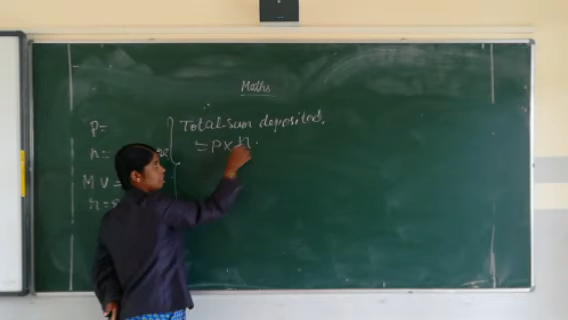 Maths
P=
n=
MV=
r=
Total sum deposited.
= P x n.